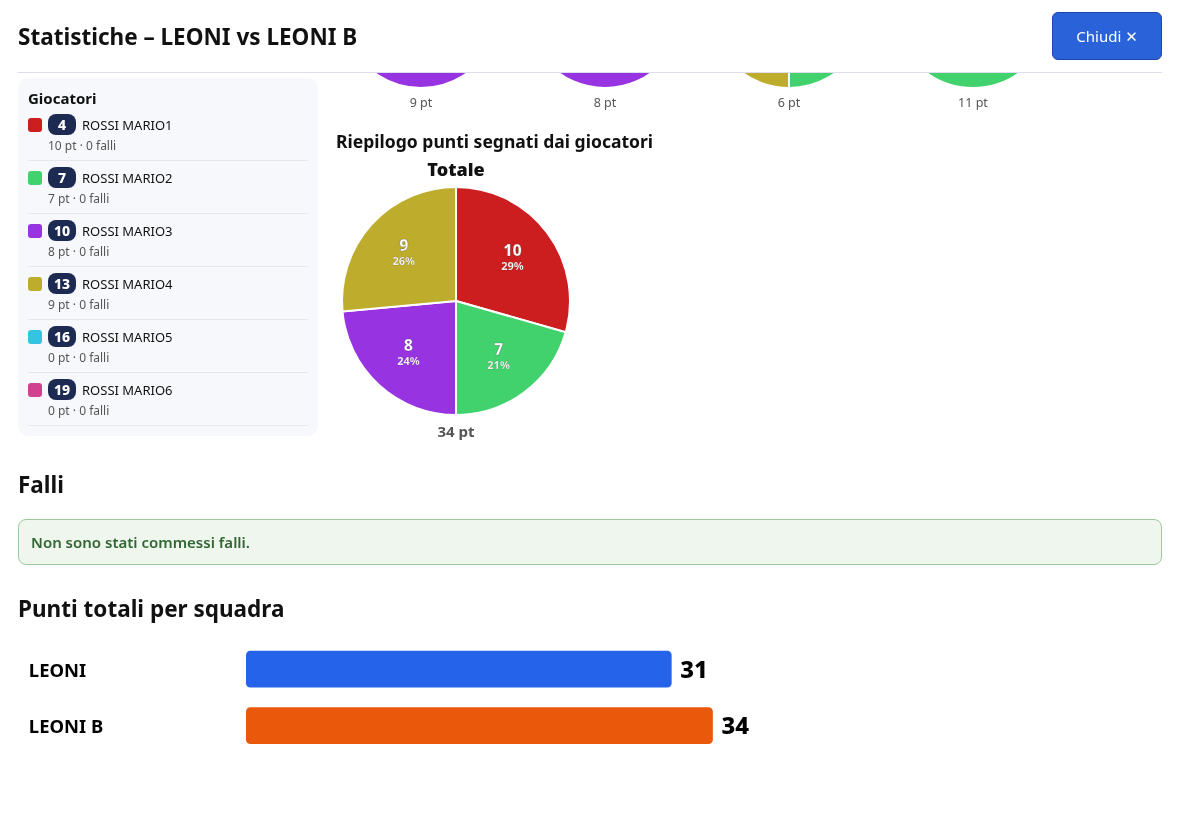 Statistiche – LEONI vs LEONI B
Chiudi ✕
Giocatori
4 ROSSI MARIO1
10 pt · 0 falli
7 ROSSI MARIO2
7 pt · 0 falli
10 ROSSI MARIO3
8 pt · 0 falli
13 ROSSI MARIO4
9 pt · 0 falli
16 ROSSI MARIO5
0 pt · 0 falli
19 ROSSI MARIO6
0 pt · 0 falli
9 pt
8 pt
6 pt
11 pt
Riepilogo punti segnati dai giocatori
Totale
9
26%
10
29%
8
24%
7
21%
34 pt
Falli
Non sono stati commessi falli.
Punti totali per squadra
LEONI 31
LEONI B 34